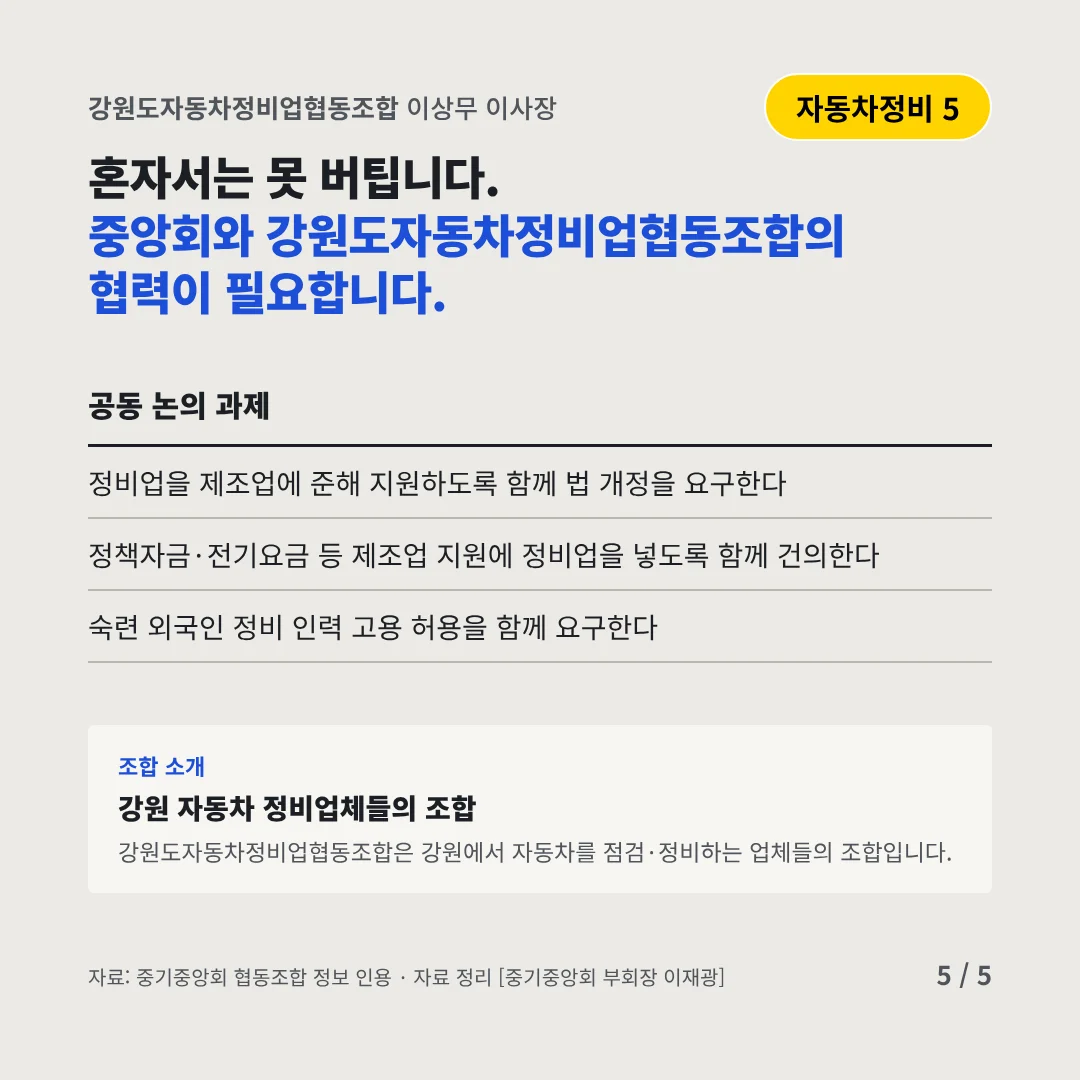 강원도자동차정비업협동조합 이상무 이사장
자동차정비 5
혼자서는 못 버팁니다.
중앙회와 강원도자동차정비업협동조합의
협력이 필요합니다.
공동 논의 과제
정비업을 제조업에 준해 지원하도록 함께 법 개정을 요구한다
정책자금·전기요금 등 제조업 지원에 정비업을 넣도록 함께 건의한다
숙련 외국인 정비 인력 고용 허용을 함께 요구한다
조합 소개
강원 자동차 정비업체들의 조합
강원도자동차정비업협동조합은 강원에서 자동차를 점검·정비하는 업체들의 조합입니다.
자료: 중기중앙회 협동조합 정보 인용 · 자료 정리 [중기중앙회 부회장 이재광]
5 / 5